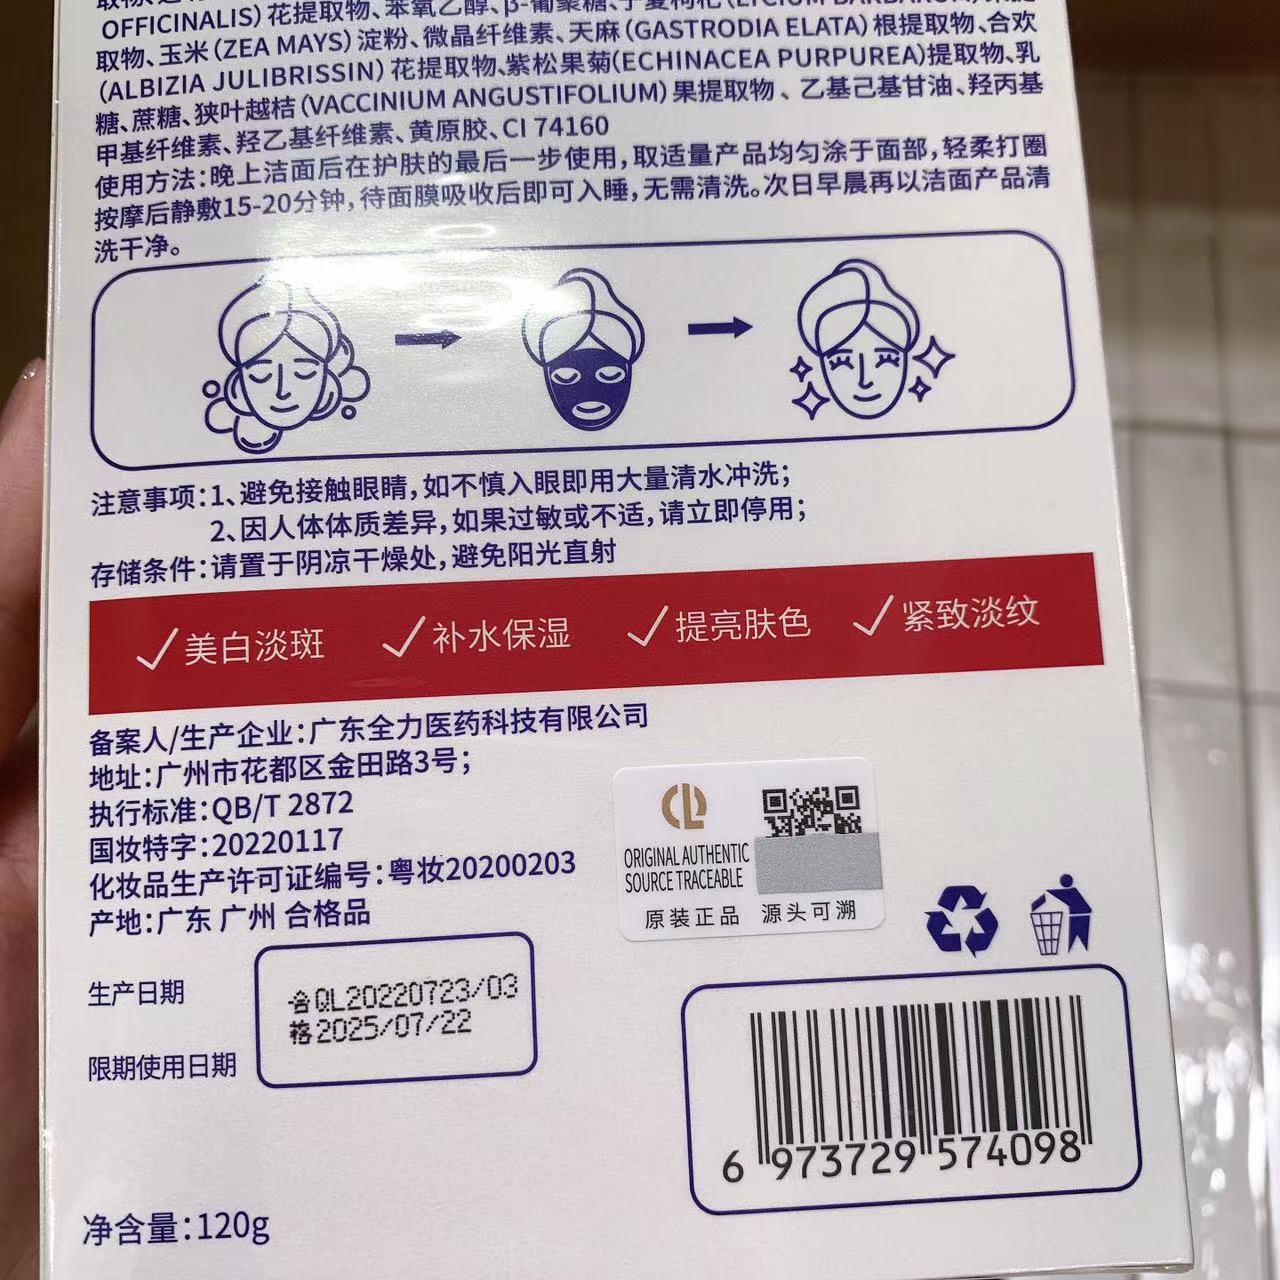 OFFICINALIS)花提取物、苯氧乙醇、β-葡聚糖、宁夏枸杞(LYCIUM BARBARUM)果提
取物、玉米(ZEA MAYS)淀粉、微晶纤维素、天麻(GASTRODIA ELATA)根提取物、合欢
(ALBIZIA JULIBRISSIN)花提取物、紫松果菊(ECHINACEA PURPUREA)提取物、乳
糖、蔗糖、狭叶越桔(VACCINIUM ANGUSTIFOLIUM)果提取物、乙基己基甘油、羟丙基
甲基纤维素、羟乙基纤维素、黄原胶、CI 74160
使用方法:晚上洁面后在护肤的最后一步使用,取适量产品均匀涂于面部,轻柔打圈
按摩后静敷15-20分钟,待面膜吸收后即可入睡,无需清洗。次日早晨再以洁面产品清
洗干净。
注意事项:1、避免接触眼睛,如不慎入眼即用大量清水冲洗;
2、因人体体质差异,如果过敏或不适,请立即停用;
存储条件:请置于阴凉干燥处,避免阳光直射
✓美白淡斑 ✓补水保湿 ✓提亮肤色 ✓紧致淡纹
备案人/生产企业:广东全力医药科技有限公司
地址:广州市花都区金田路3号;
执行标准:QB/T 2872
国妆特字:20220117
化妆品生产许可证编号:粤妆20200203
产地:广东 广州 合格品
ORIGINAL AUTHENTIC
SOURCE TRACEABLE
原装正品 源头可溯
生产日期
合QL20220723/03
格2025/07/22
限期使用日期
6 973729 574098
净含量:120g